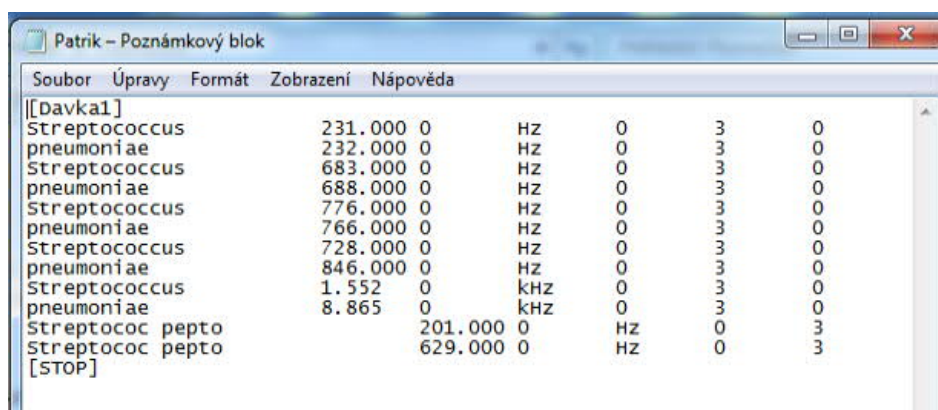 Patrik – Poznámkový blok
Soubor Úpravy Formát Zobrazení Nápověda
[Davka1]
Streptococcus 231.000 0 Hz 0 3 0
pneumoniae 232.000 0 Hz 0 3 0
Streptococcus 683.000 0 Hz 0 3 0
pneumoniae 688.000 0 Hz 0 3 0
Streptococcus 776.000 0 Hz 0 3 0
pneumoniae 766.000 0 Hz 0 3 0
Streptococcus 728.000 0 Hz 0 3 0
pneumoniae 846.000 0 Hz 0 3 0
Streptococcus 1.552 0 kHz 0 3 0
pneumoniae 8.865 0 kHz 0 3 0
Streptococ pepto 201.000 0 Hz 0 3
Streptococ pepto 629.000 0 Hz 0 3
[STOP]